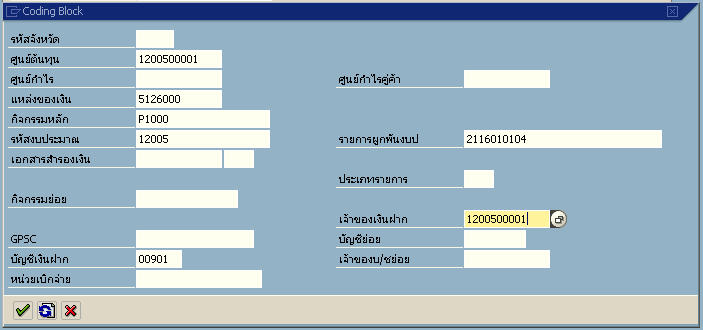 Coding Block
รหัสจังหวัด
ศูนย์ต้นทุน 1200500001
ศูนย์กำไร ศูนย์กำไรคู่ค้า
แหล่งของเงิน 5126000
กิจกรรมหลัก P1000
รหัสงบประมาณ 12005 รายการผูกพันงบป 2116010104
เอกสารสำรองเงิน
ประเภทรายการ
กิจกรรมย่อย
เจ้าของเงินฝาก 1200500001
GPSC บัญชีย่อย
บัญชีเงินฝาก 00901 เจ้าของบ/ชย่อย
หน่วยเบิกจ่าย